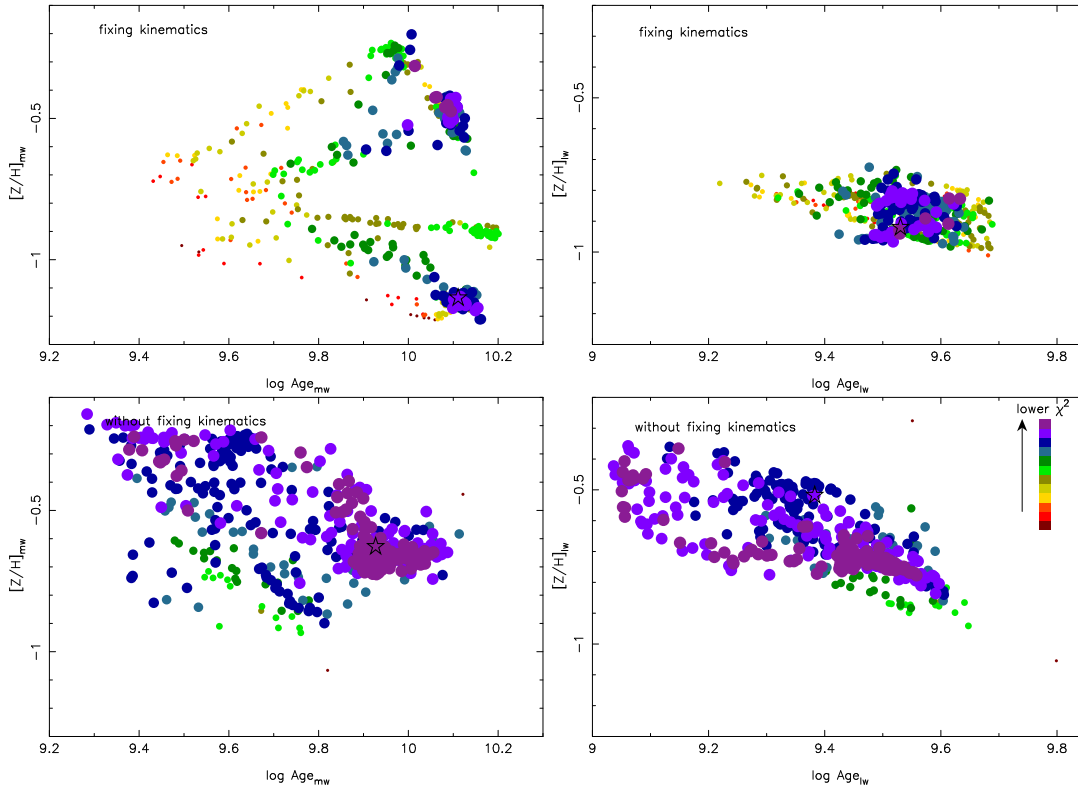 fixing kinematics
[Z/H]mw
−0.5
−1
9.2 9.4 9.6 9.8 10 10.2
log Agemw
fixing kinematics
[Z/H]lw
−0.5
−1
9 9.2 9.4 9.6 9.8
log Agelw
without fixing kinematics
[Z/H]mw
−0.5
−1
9.2 9.4 9.6 9.8 10 10.2
log Agemw
lower χ²
without fixing kinematics
[Z/H]lw
−0.5
−1
9 9.2 9.4 9.6 9.8
log Agelw